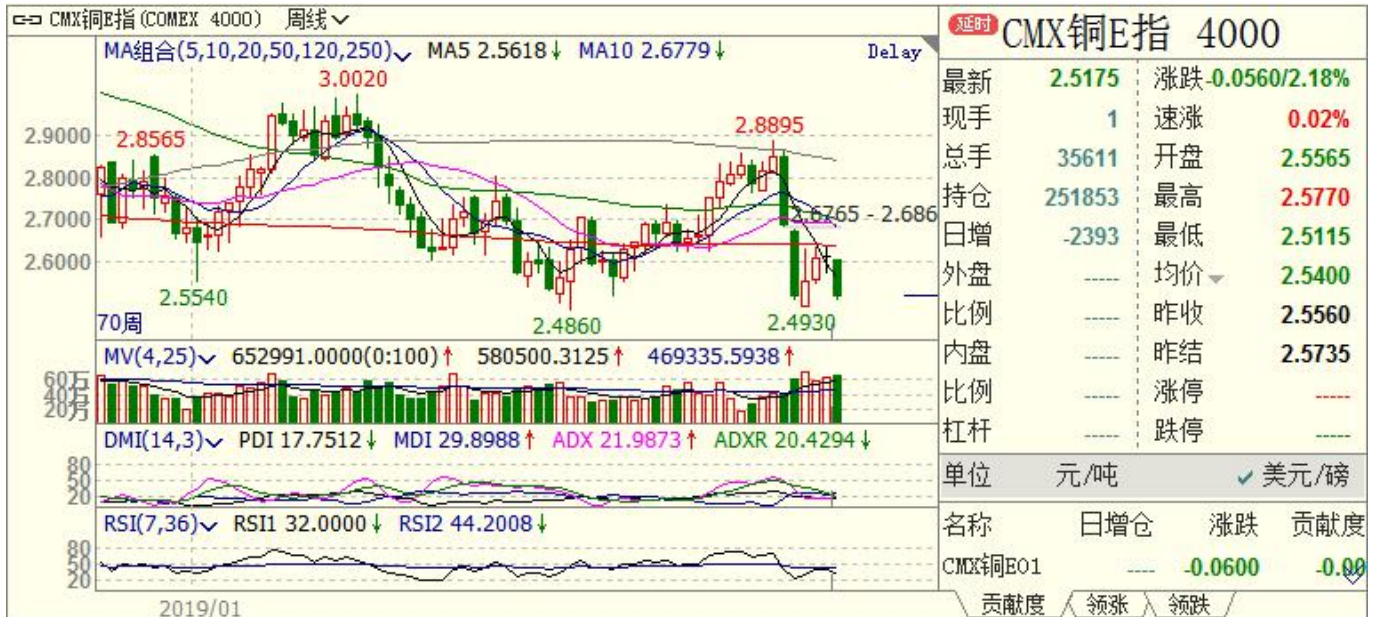 CMX铜E指(COMEX 4000) 周线
MA组合(5,10,20,50,120,250) MA5 2.5618↓ MA10 2.6779↓ Delay
3.0020
2.9000
2.8565
2.8895
2.8000
2.7000
2.6765 - 2.686
2.6000
2.5540
2.4860
2.4930
70周
MV(4,25) 652991.0000(0:100)↑ 580500.3125↑ 469335.5938↑
60万
40万
20万
DMI(14,3) PDI 17.7512↓ MDI 29.8988↑ ADX 21.9873↑ ADXR 20.4294↓
80
50
20
RSI(7,36) RSI1 32.0000↓ RSI2 44.2008↓
80
50
20
2019/01
延时 CMX铜E指 4000
最新 2.5175 涨跌 -0.0560/2.18%
现手 1 速涨 0.02%
总手 35611 开盘 2.5565
持仓 251853 最高 2.5770
日增 -2393 最低 2.5115
外盘 ----- 均价 2.5400
比例 ----- 昨收 2.5560
内盘 ----- 昨结 2.5735
比例 ----- 涨停 -----
杠杆 ----- 跌停 -----
单位 元/吨 ✓ 美元/磅
名称 日增仓 涨跌 贡献度
CMX铜E01 ---- -0.0600 -0.00
贡献度 领涨 领跌